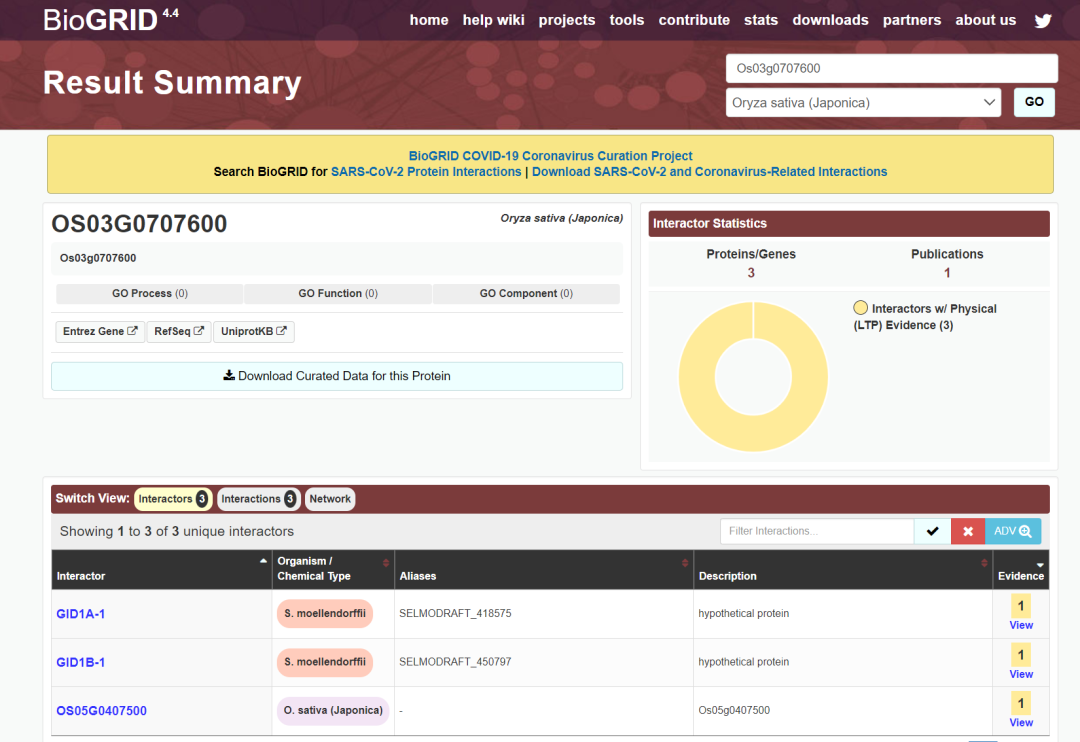 BioGRID 4.4
home help wiki projects tools contribute stats downloads partners about us
Result Summary
Os03g0707600
Oryza sativa (Japonica)
GO
BioGRID COVID-19 Coronavirus Curation Project
Search BioGRID for SARS-CoV-2 Protein Interactions | Download SARS-CoV-2 and Coronavirus-Related Interactions
OS03G0707600
Oryza sativa (Japonica)
Os03g0707600
GO Process (0) GO Function (0) GO Component (0)
Entrez Gene RefSeq UniprotKB
Download Curated Data for this Protein
Interactor Statistics
Proteins/Genes Publications
3 1
Interactors w/ Physical
(LTP) Evidence (3)
Switch View: Interactors 3 Interactions 3 Network
Showing 1 to 3 of 3 unique interactors
Filter Interactions...
ADV
Interactor Organism / Chemical Type Aliases Description Evidence
GID1A-1 S. moellendorffii SELMODRAFT_418575 hypothetical protein 1
View
GID1B-1 S. moellendorffii SELMODRAFT_450797 hypothetical protein 1
View
OS05G0407500 O. sativa (Japonica) - Os05g0407500 1
View